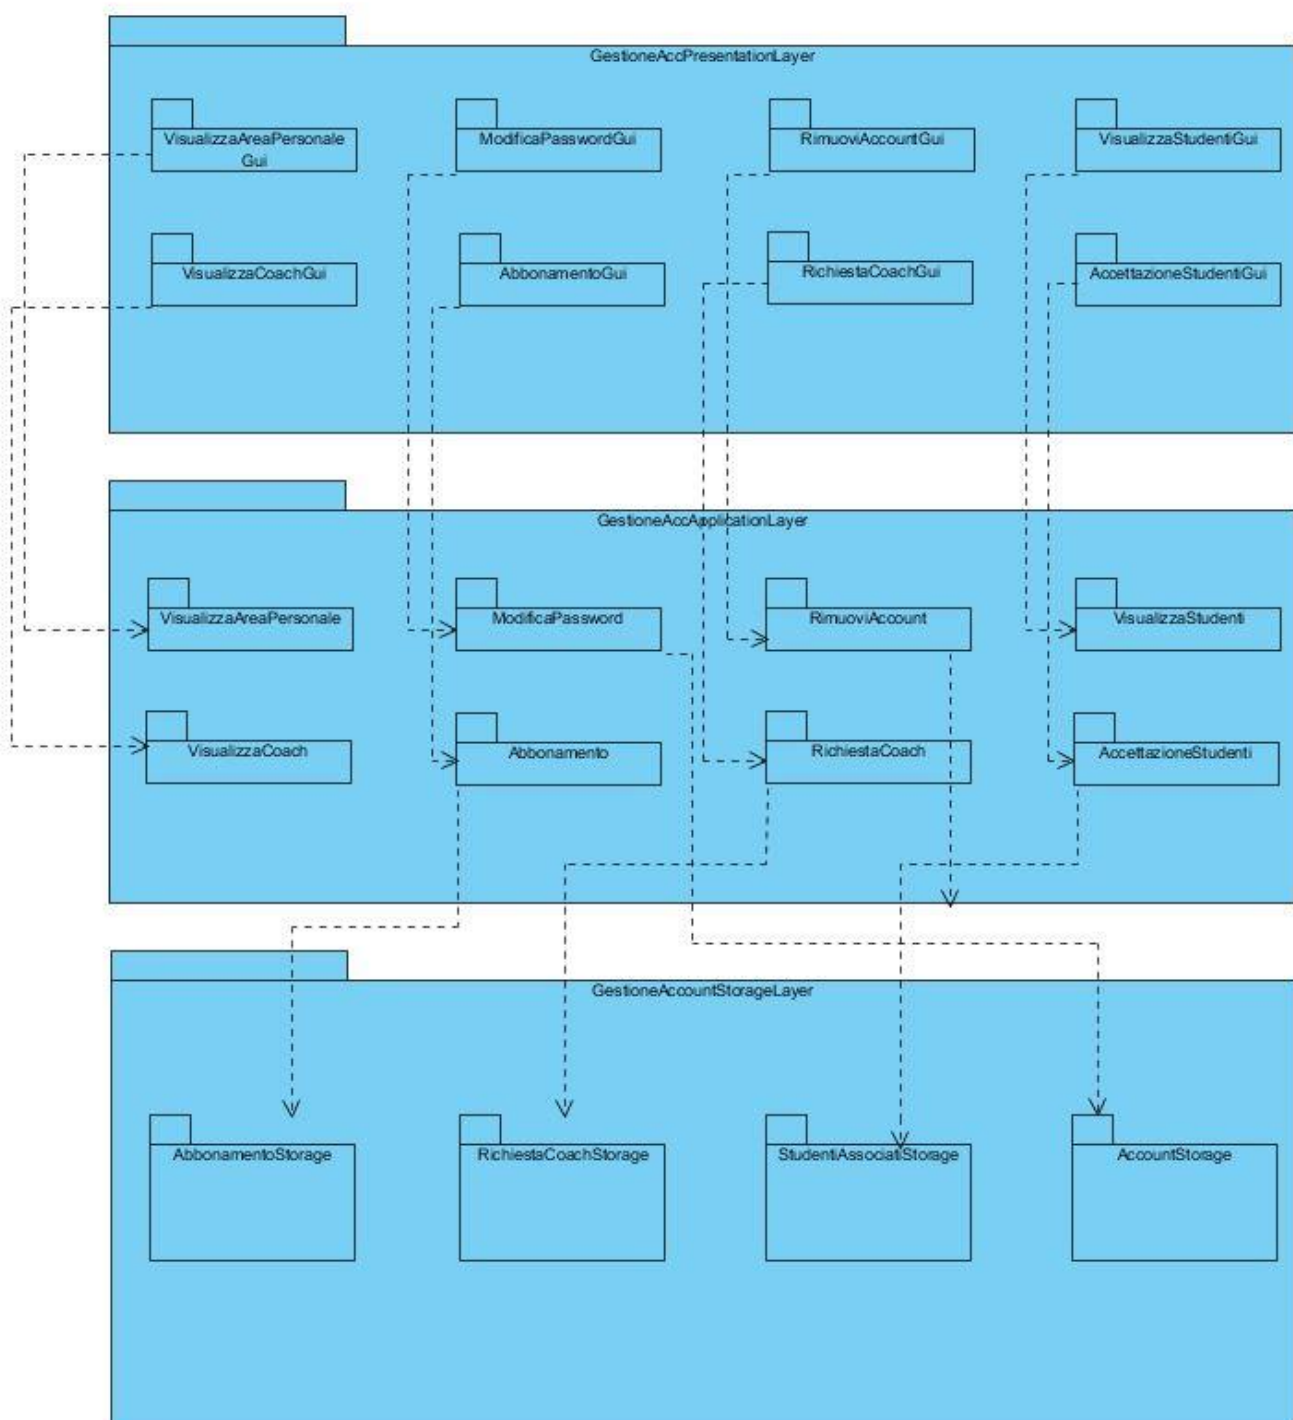 GestioneAccPresentationLayer
VisualizzaAreaPersonale
Gui
ModificaPasswordGui
RimuoviAccountGui
VisualizzaStudentiGui
VisualizzaCoachGui
AbbonamentoGui
RichiestaCoachGui
AccettazioneStudentiGui
GestioneAccApplicationLayer
VisualizzaAreaPersonale
ModificaPassword
RimuoviAccount
VisualizzaStudenti
VisualizzaCoach
Abbonamento
RichiestaCoach
AccettazioneStudenti
GestioneAccountStorageLayer
AbbonamentoStorage
RichiestaCoachStorage
StudentiAssociatiStorage
AccountStorage